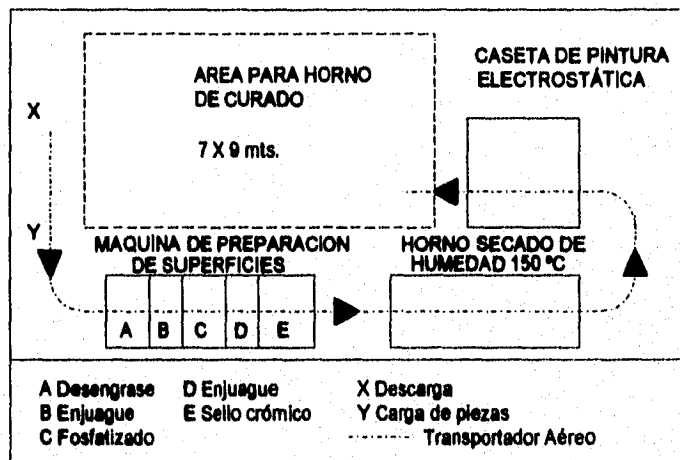 AREA PARA HORNO
DE CURADO
7 X 9 mts.
CASETA DE PINTURA
ELECTROSTÁTICA
X
Y
MAQUINA DE PREPARACION
DE SUPERFICIES
HORNO SECADO DE
HUMEDAD 150 ºC
A B C D E
A Desengrase D Enjuague X Descarga
B Enjuague E Sello crómico Y Carga de piezas
C Fosfatizado Transportador Aéreo